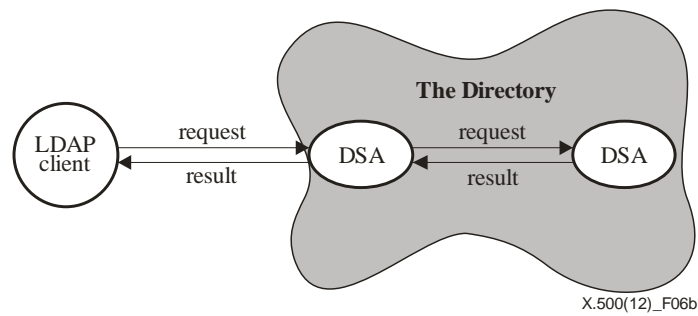 The Directory
LDAP
client
request
result
DSA
request
result
DSA
X.500(12)_F06b